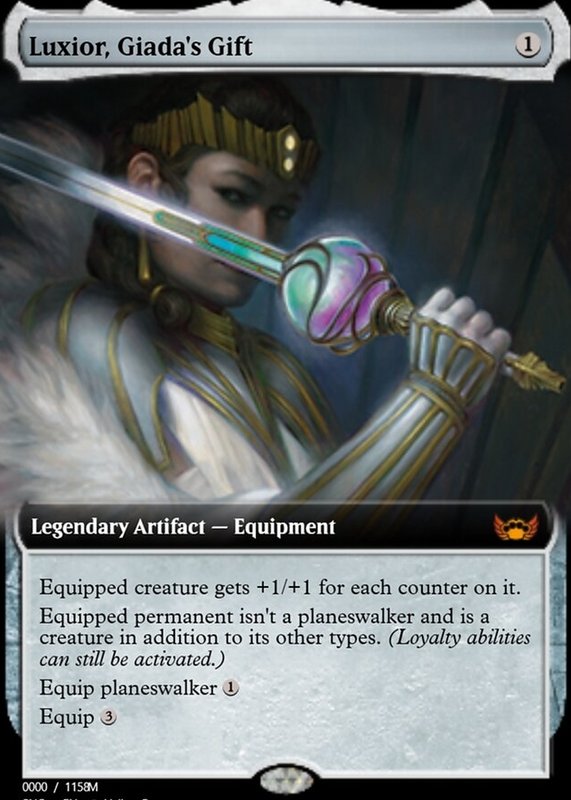 Luxior, Giada's Gift 1
Legendary Artifact — Equipment
Equipped creature gets +1/+1 for each counter on it.
Equipped permanent isn't a planeswalker and is a
creature in addition to its other types. (Loyalty abilities
can still be activated.)
Equip planeswalker 1
Equip 3
0000 / 1158M